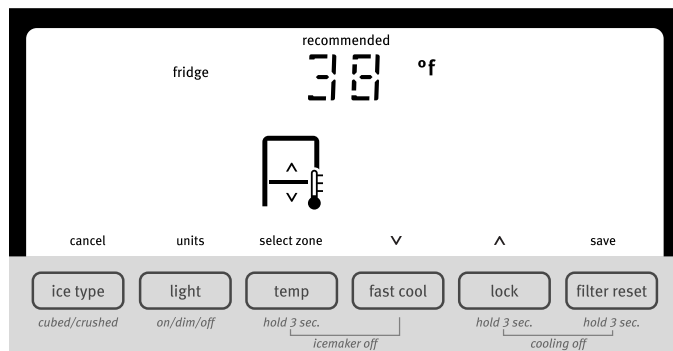 recommended
fridge 38 ºf
cancel units select zone ∨ ∧ save
ice type light temp fast cool lock filter reset
cubed/crushed on/dim/off hold 3 sec. hold 3 sec. hold 3 sec.
icemaker off cooling off